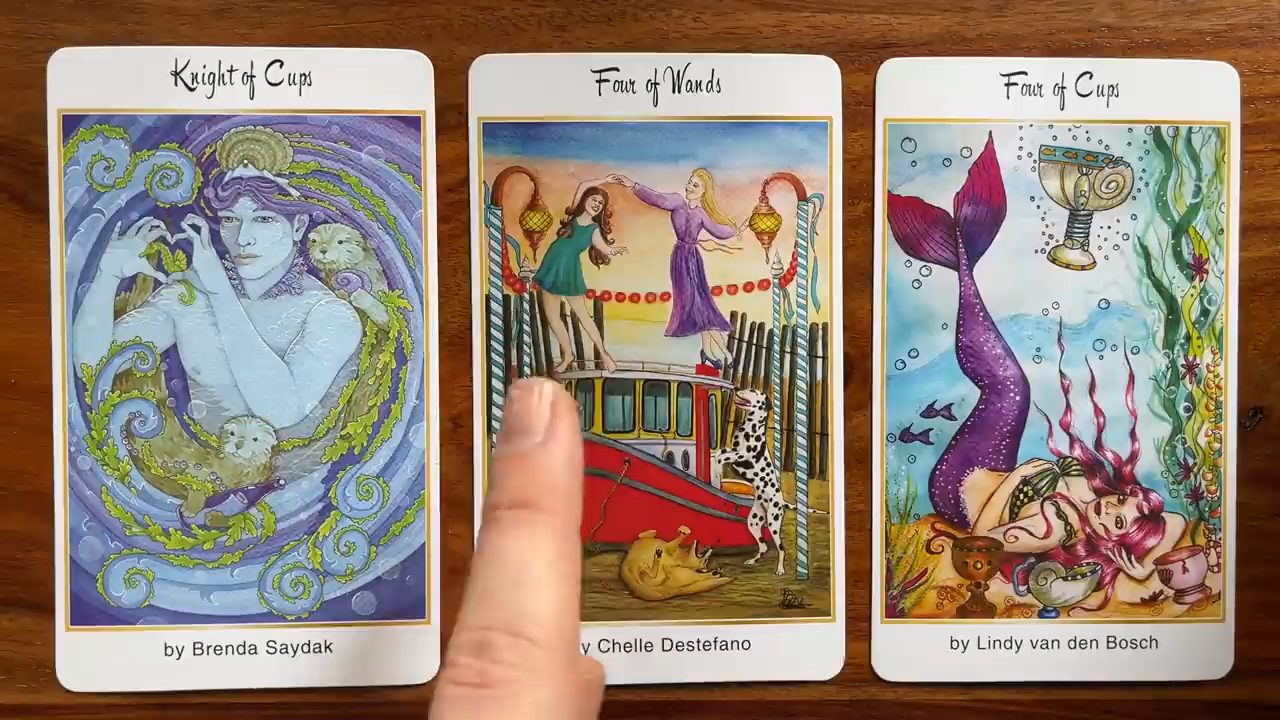 Knight of Cups
Four of Wands
Four of Cups
by Brenda Saydak
y Chelle Destefano
by Lindy van den Bosch